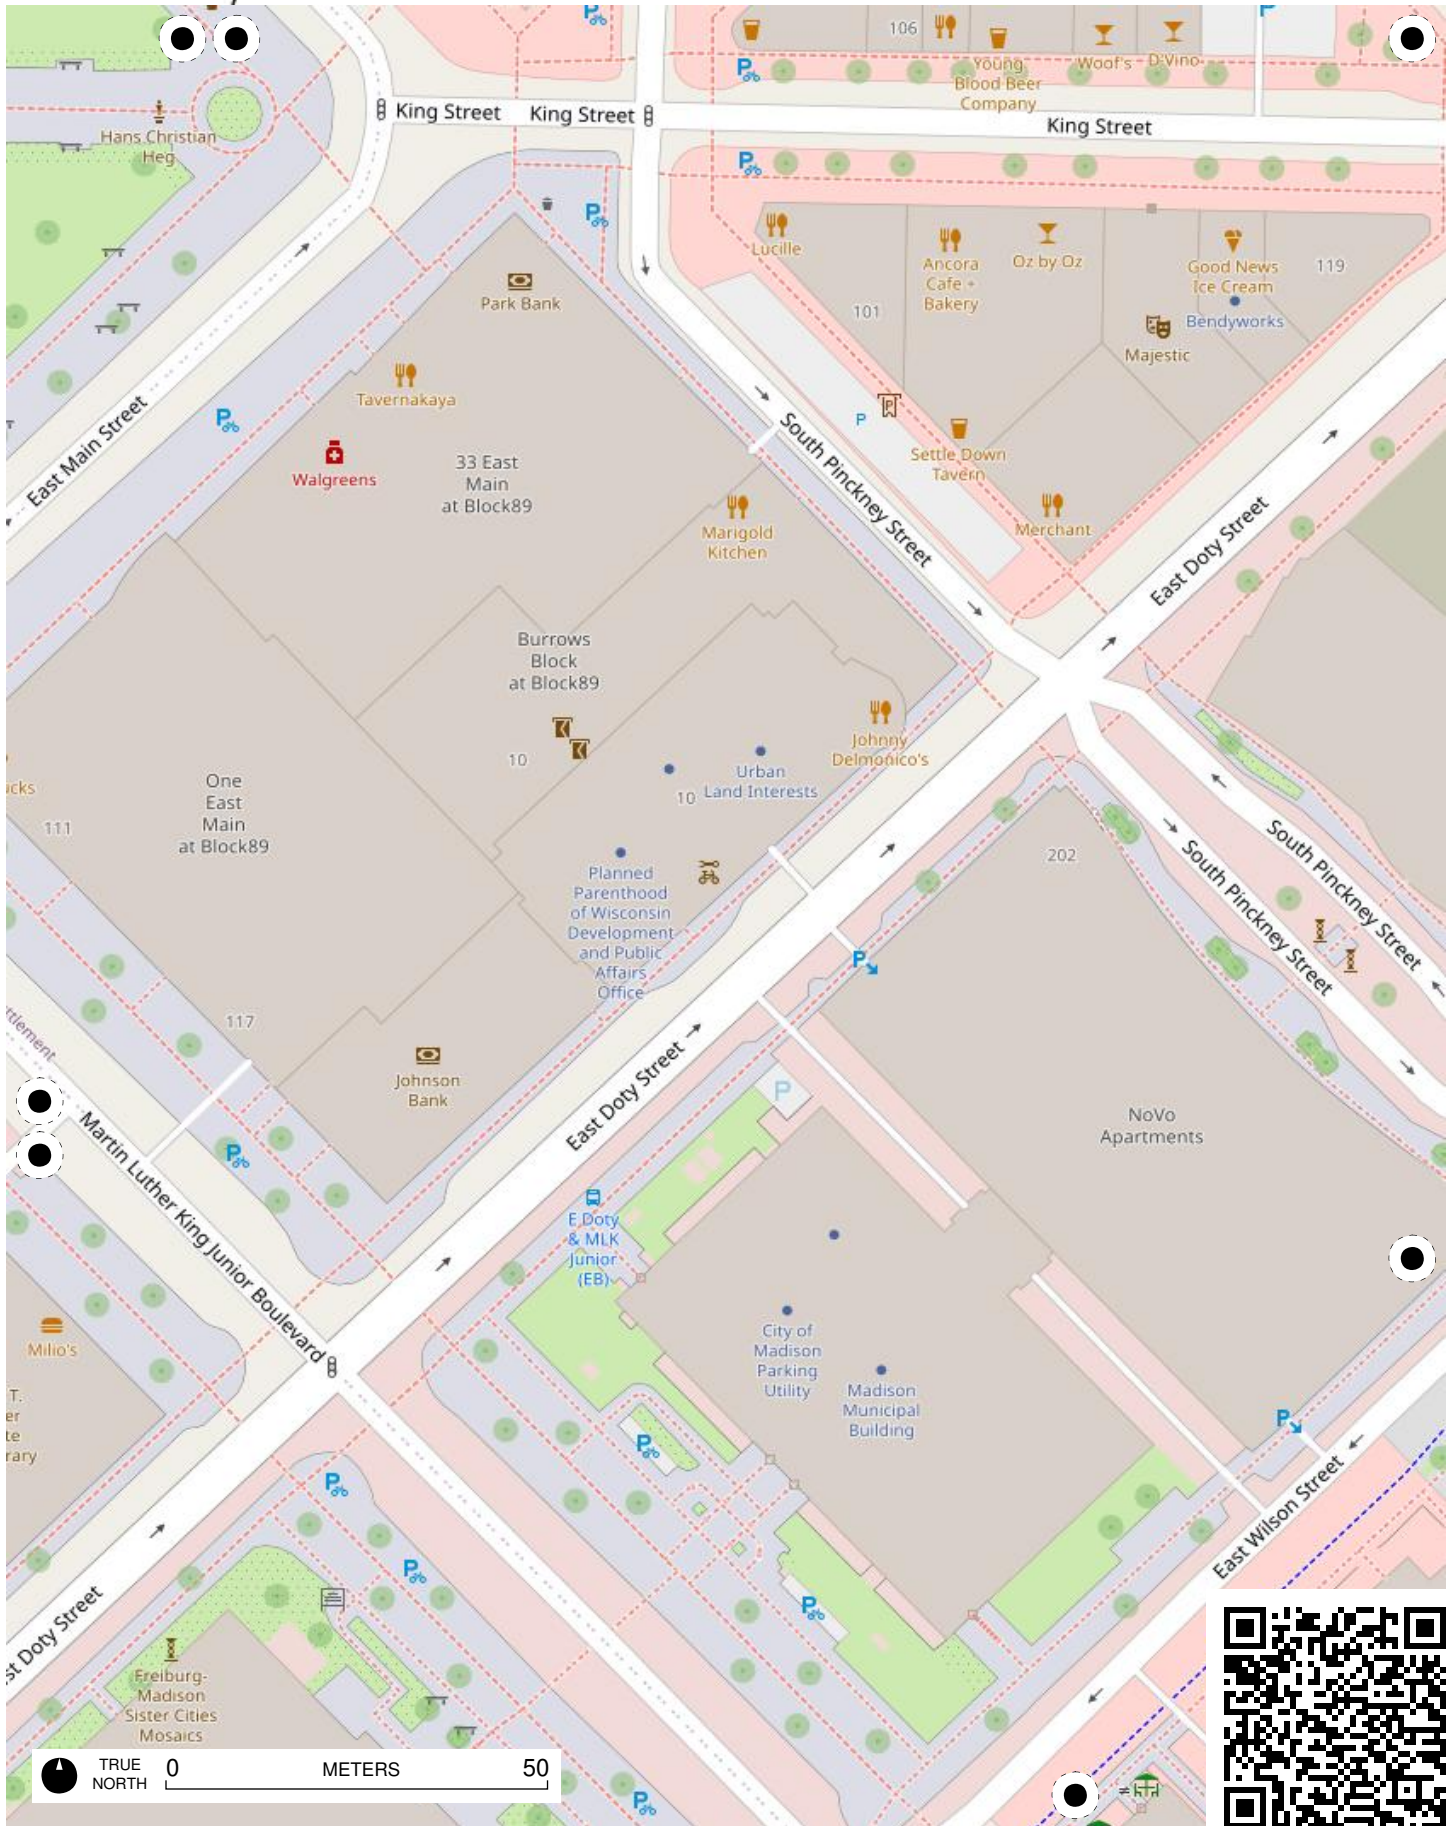 106
Young
Blood Beer
Company
Woof's
D'Vino
Hans Christian
Heg
King Street
King Street
King Street
Lucille
Ancora
Cafe +
Bakery
Oz by Oz
Good News
Ice Cream
119
Park Bank
101
Bendyworks
Majestic
Tavernakaya
East Main Street
South Pinckney Street
P
Settle Down
Tavern
Walgreens
33 East
Main
at Block89
Marigold
Kitchen
Merchant
East Doty Street
Burrows
Block
at Block89
10
Johnny
Delmonico's
Urban
Land Interests
10
One
East
Main
at Block89
111
202
South Pinckney Street
South Pinckney Street
Planned
Parenthood
of Wisconsin
Development
and Public
Affairs
Office
117
Johnson
Bank
East Doty Street
P
NoVo
Apartments
Martin Luther King Junior Boulevard
E Doty
& MLK
Junior
(EB)
Milio's
City of
Madison
Parking
Utility
Madison
Municipal
Building
East Wilson Street
Doty Street
Freiburg-
Madison
Sister Cities
Mosaics
TRUE
NORTH
0
METERS
50